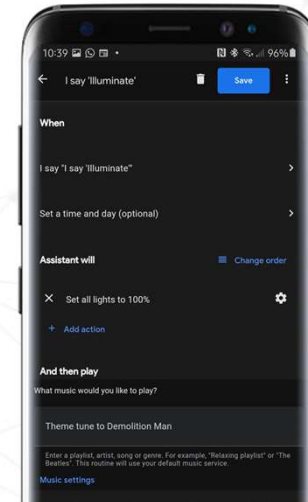 10:39 96%
I say 'Illuminate' Save
When
I say "I say 'Illuminate'"
Set a time and day (optional)
Assistant will Change order
Set all lights to 100%
+ Add action
And then play
What music would you like to play?
Theme tune to Demolition Man
Enter a playlist, artist, song or genre. For example, "Relaxing playlist" or "The
Beatles". This routine will use your default music service.
Music settings